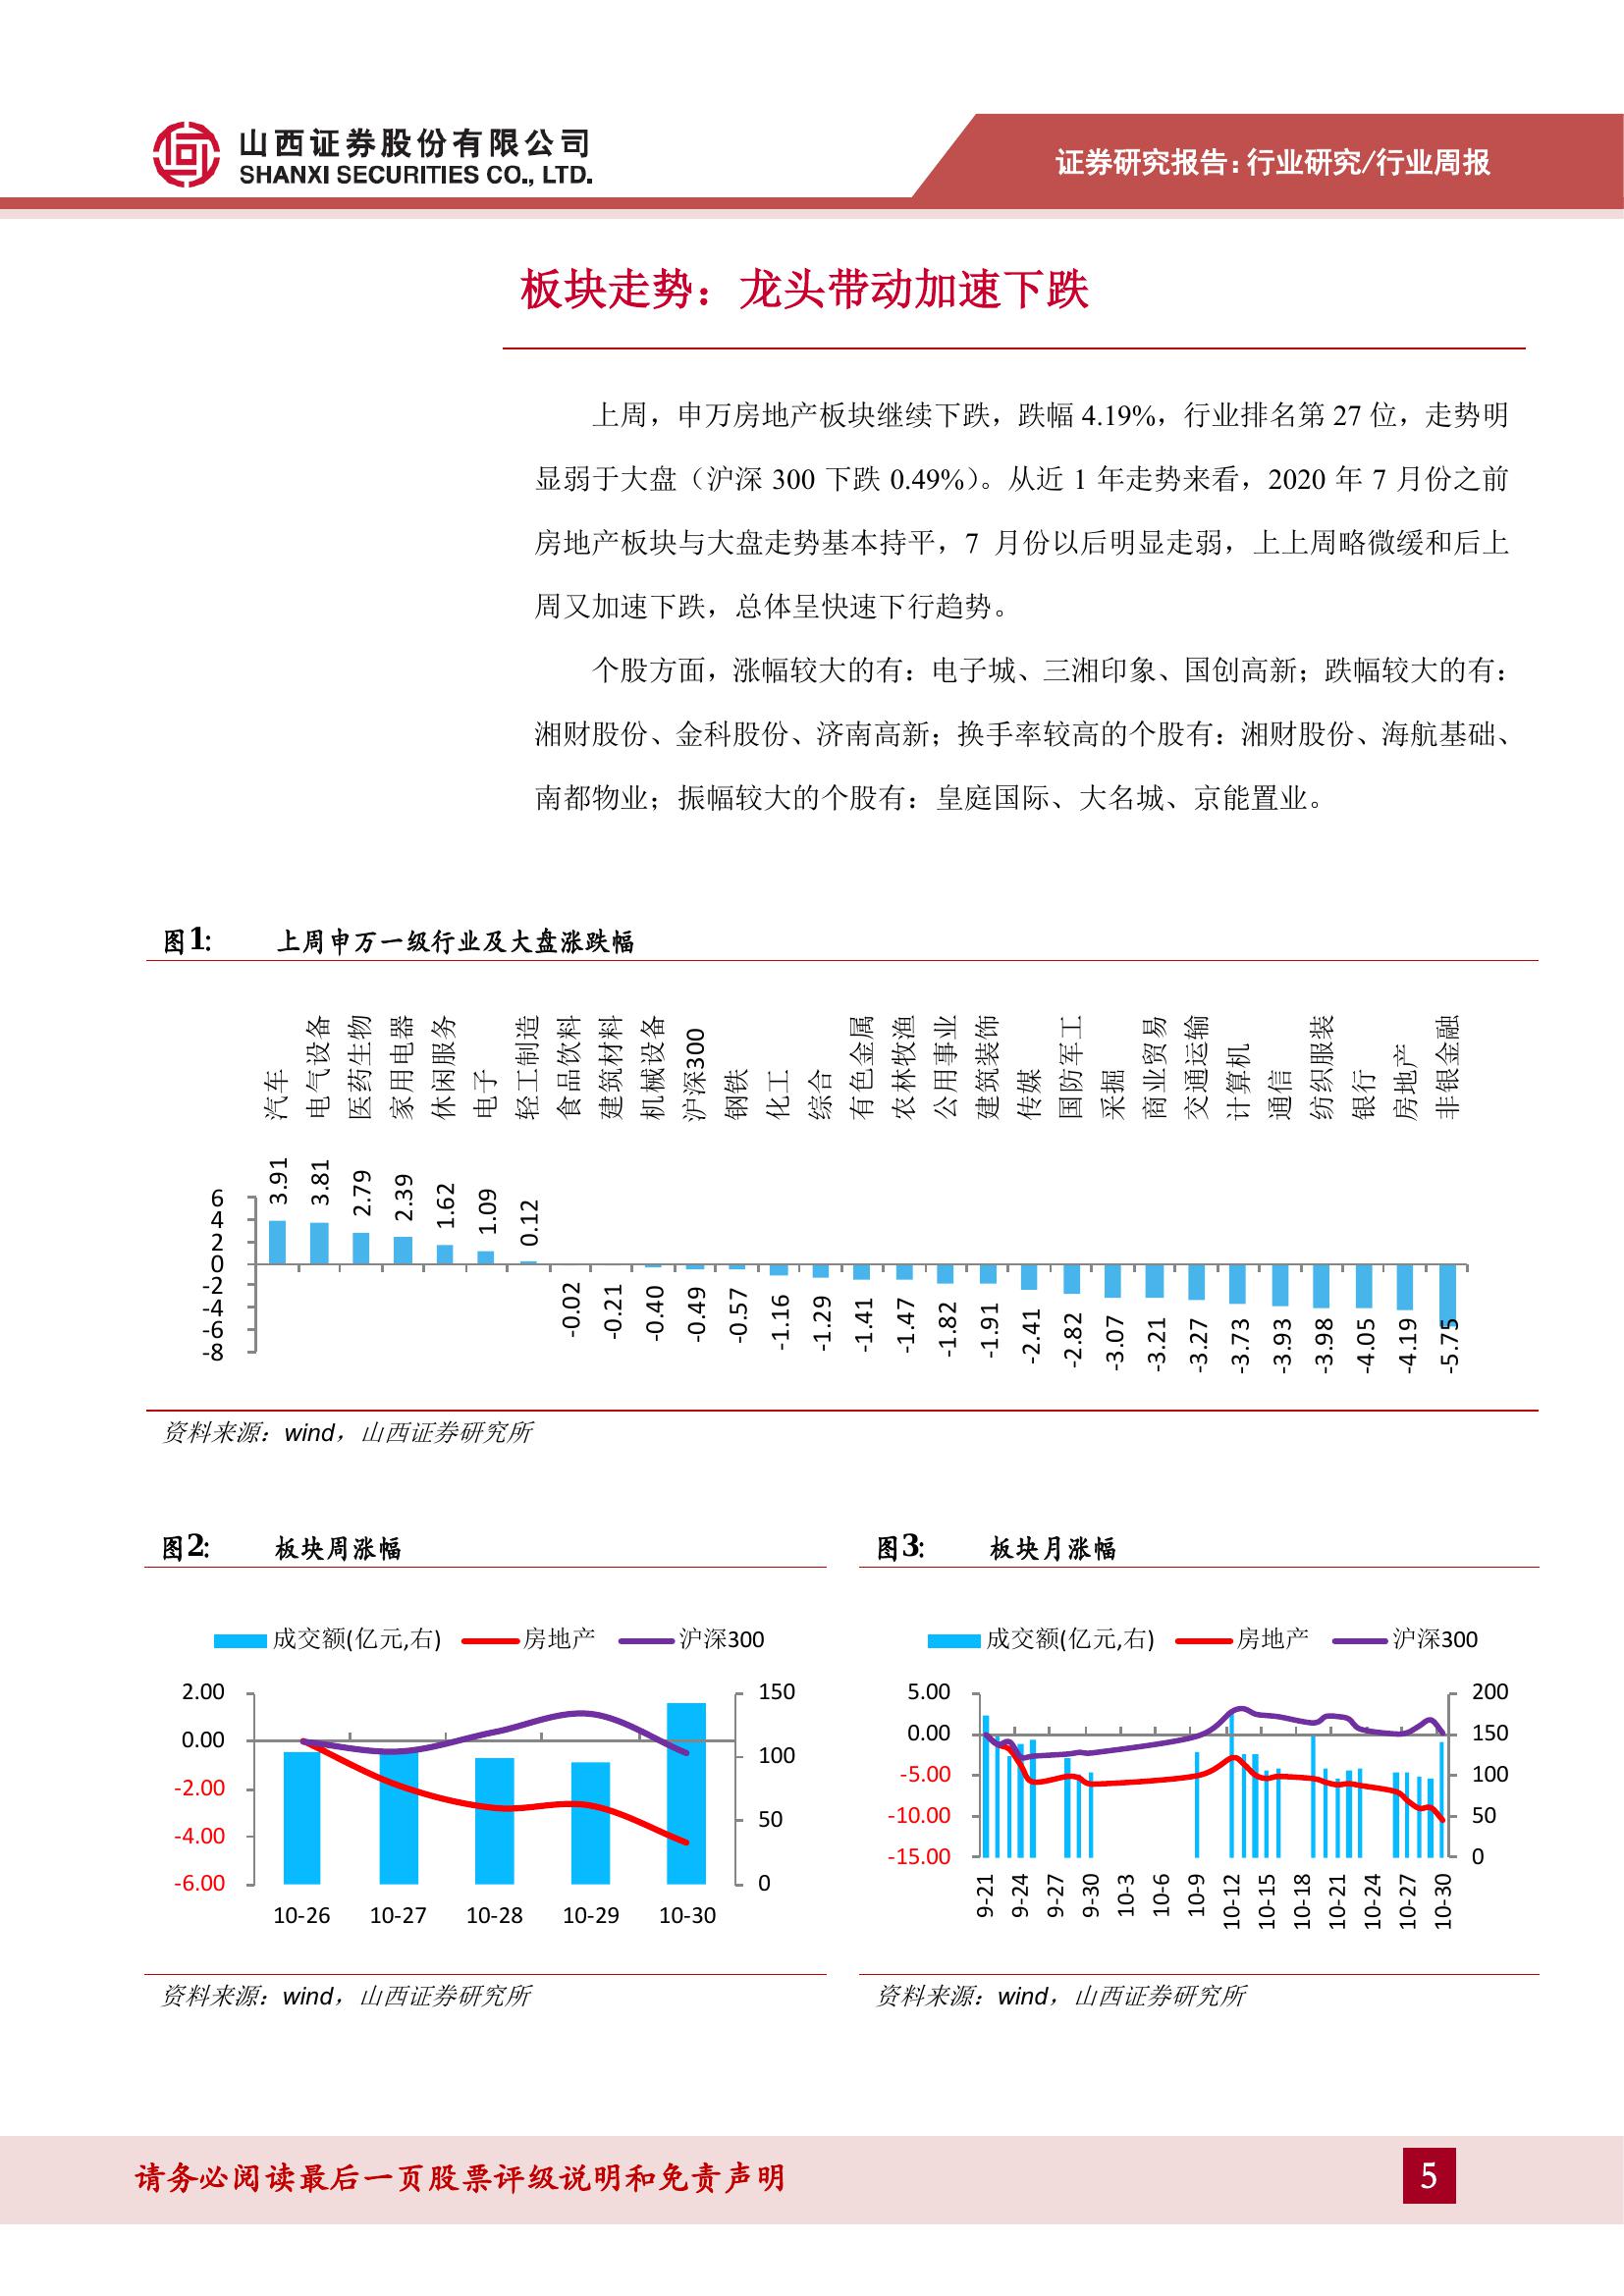 山西证券股份有限公司
SHANXI SECURITIES CO., LTD.
证券研究报告：行业研究/行业周报
板块走势：龙头带动加速下跌
上周，申万房地产板块继续下跌，跌幅 4.19%，行业排名第 27 位，走势明
显弱于大盘（沪深 300 下跌 0.49%）。从近 1 年走势来看，2020 年 7 月份之前
房地产板块与大盘走势基本持平，7 月份以后明显走弱，上上周略微缓和后上
周又加速下跌，总体呈快速下行趋势。
个股方面，涨幅较大的有：电子城、三湘印象、国创高新；跌幅较大的有：
湘财股份、金科股份、济南高新；换手率较高的个股有：湘财股份、海航基础、
南都物业；振幅较大的个股有：皇庭国际、大名城、京能置业。
图1: 上周申万一级行业及大盘涨跌幅
汽车 电气设备 医药生物 家用电器 休闲服务 电子 轻工制造 食品饮料 建筑材料 机械设备 沪深300 钢铁 化工 综合 有色金属 农林牧渔 公用事业 建筑装饰 传媒 国防军工 采掘 商业贸易 交通运输 计算机 通信 纺织服装 银行 房地产 非银金融
3.91 3.81 2.79 2.39 1.62 1.09 0.12 -0.02 -0.21 -0.40 -0.49 -0.57 -1.16 -1.29 -1.41 -1.47 -1.82 -1.91 -2.41 -2.82 -3.07 -3.21 -3.27 -3.73 -3.93 -3.98 -4.05 -4.19 -5.75
6
4
2
0
-2
-4
-6
-8
资料来源：wind，山西证券研究所
图2: 板块周涨幅
成交额(亿元,右) 房地产 沪深300
2.00
0.00
-2.00
-4.00
-6.00
150
100
50
0
10-26 10-27 10-28 10-29 10-30
资料来源：wind，山西证券研究所
图3: 板块月涨幅
成交额(亿元,右) 房地产 沪深300
5.00
0.00
-5.00
-10.00
-15.00
200
150
100
50
0
9-21 9-24 9-27 9-30 10-3 10-6 10-9 10-12 10-15 10-18 10-21 10-24 10-27 10-30
资料来源：wind，山西证券研究所
请务必阅读最后一页股票评级说明和免责声明
5